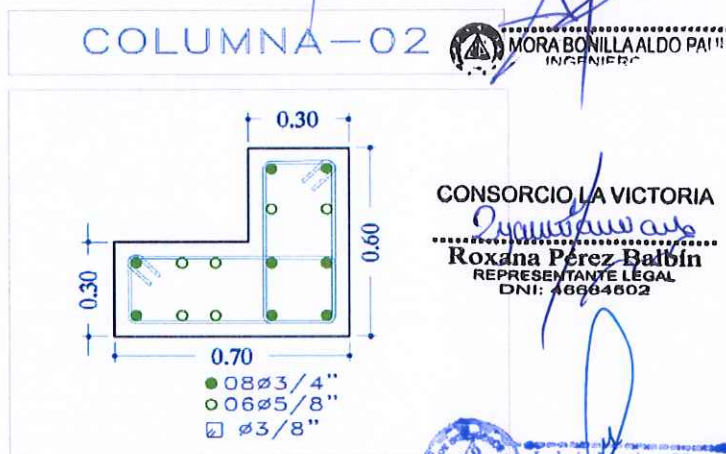 COLUMNA-02
MORA BONILLA ALDO
INGENIERO
0.30
0.60
0.30
0.70
08ø3/4"
06ø5/8"
ø3/8"
CONSORCIO LA VICTORIA
Roxana Pérez Balbín
REPRESENTANTE LEGAL
DNI: 46684602